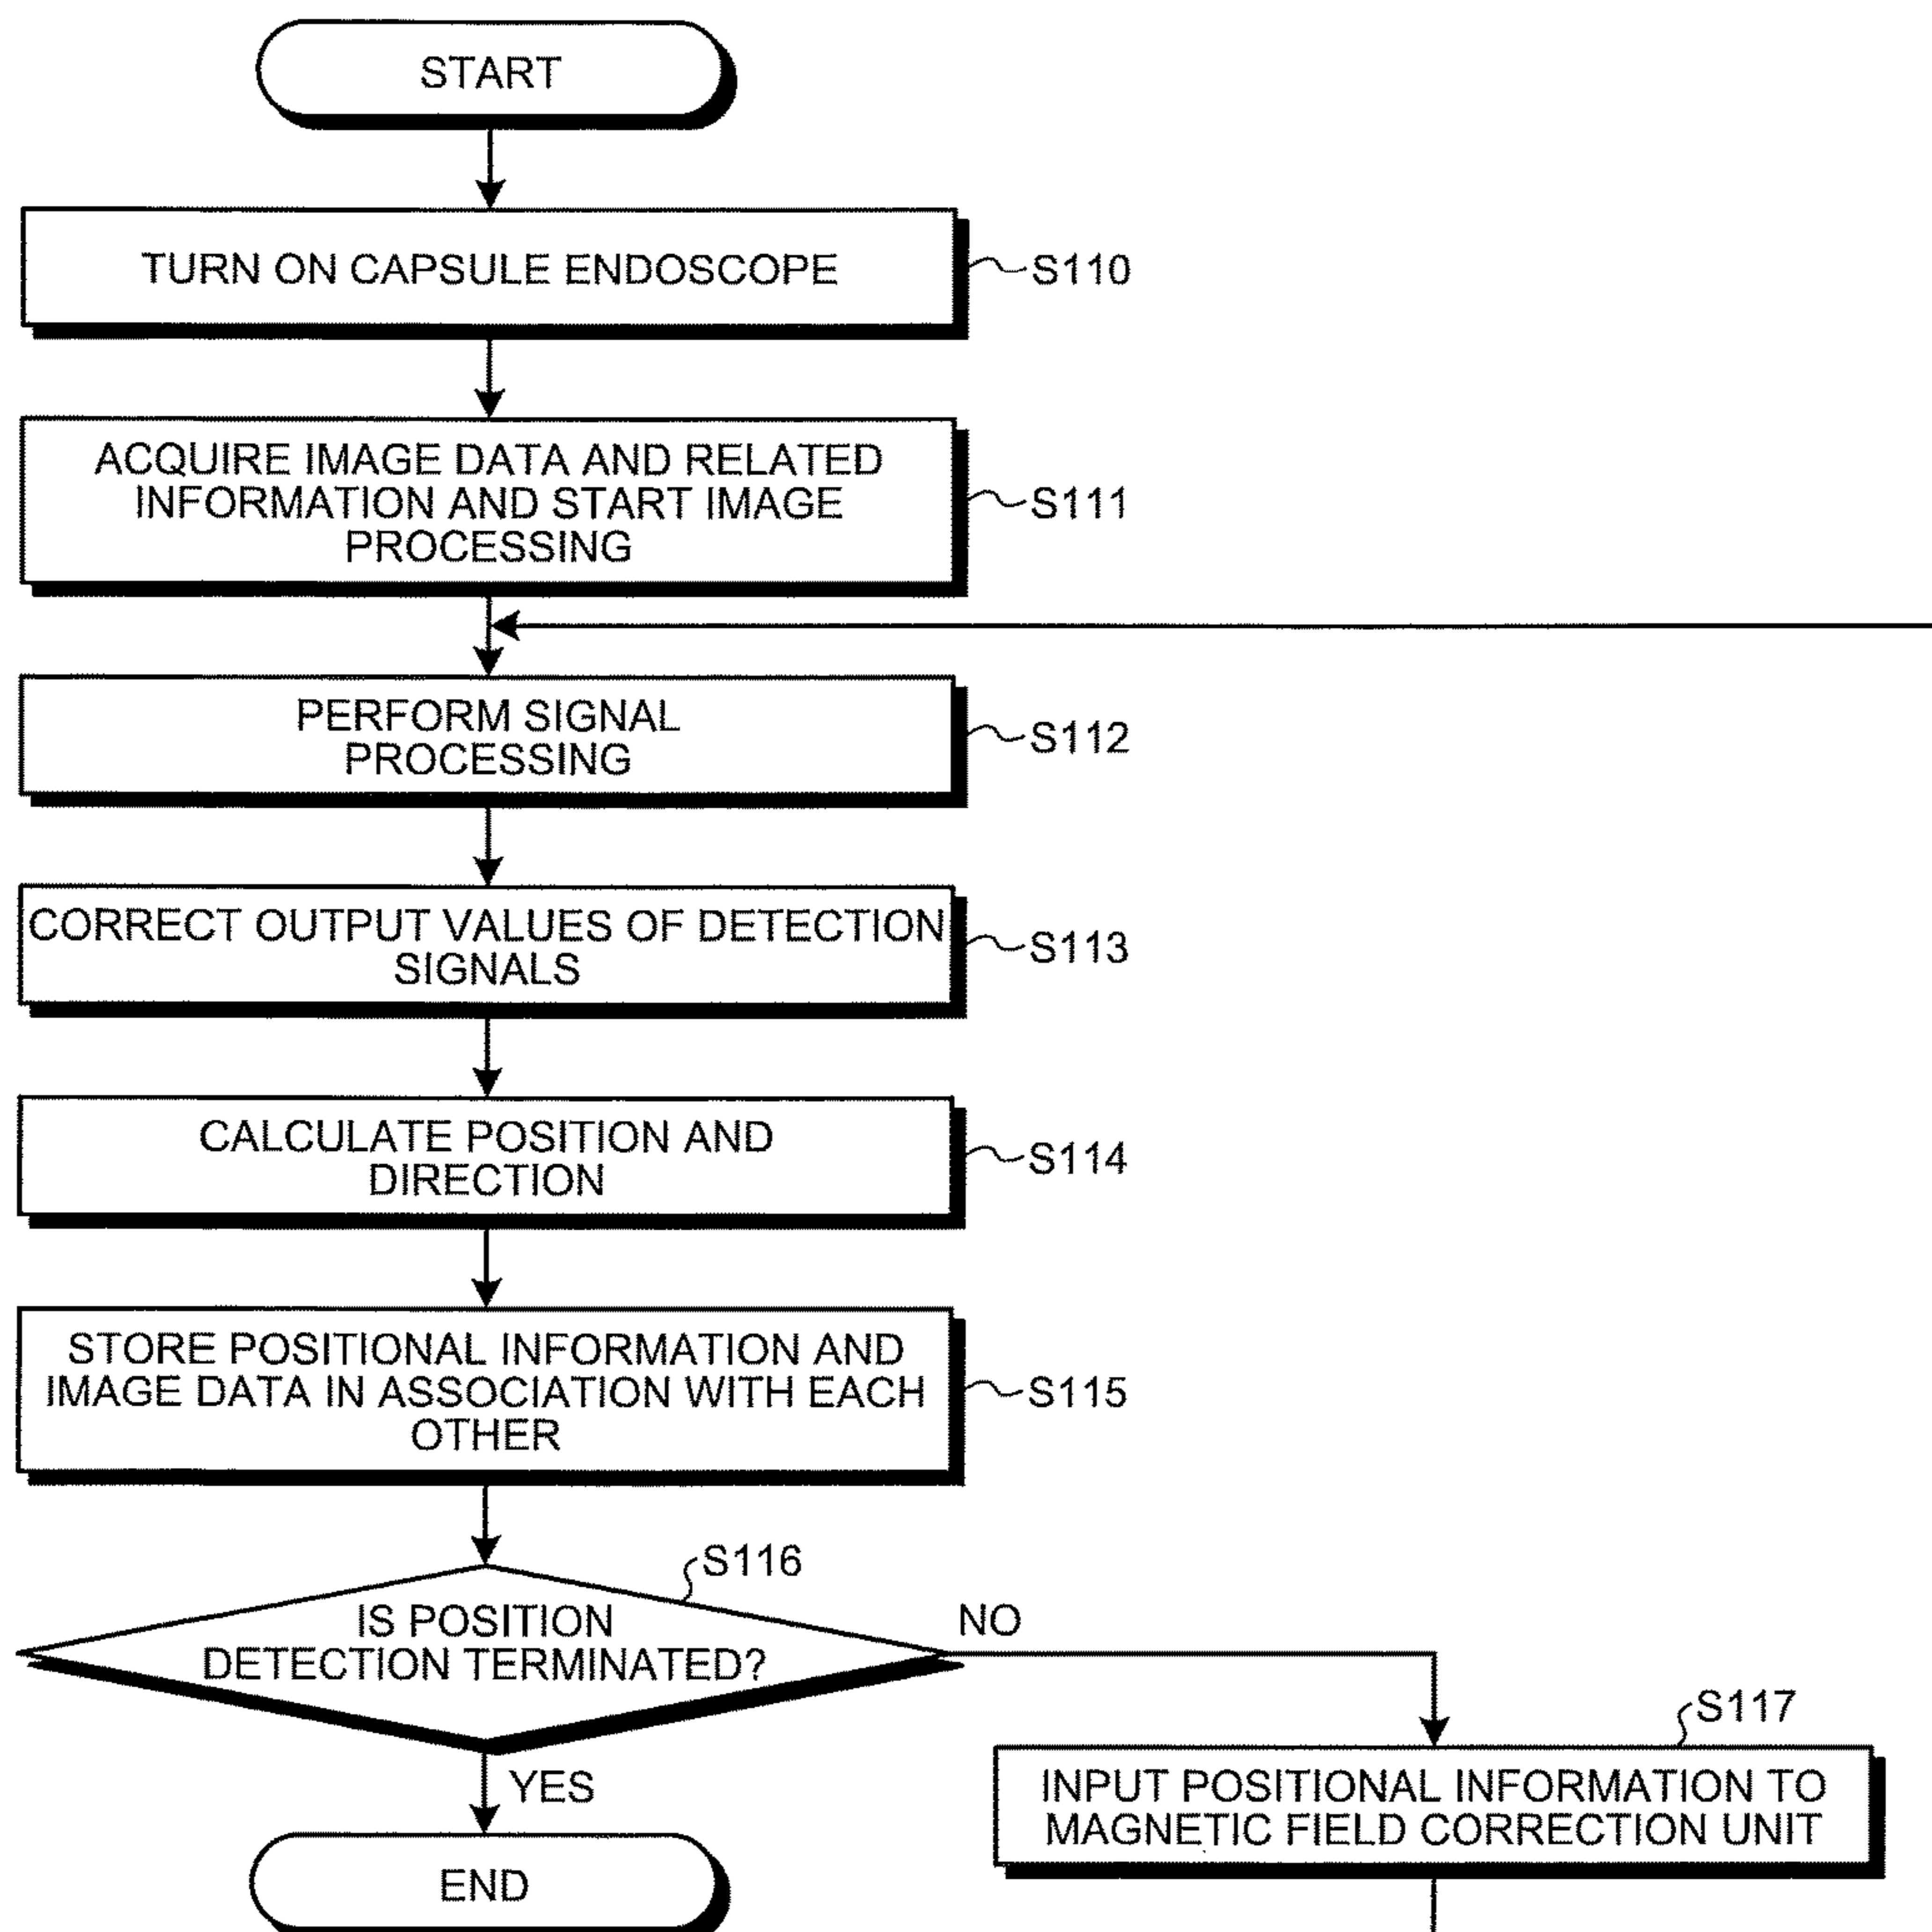 START
TURN ON CAPSULE ENDOSCOPE
S110
ACQUIRE IMAGE DATA AND RELATED
INFORMATION AND START IMAGE
PROCESSING
S111
PERFORM SIGNAL
PROCESSING
S112
CORRECT OUTPUT VALUES OF DETECTION
SIGNALS
S113
CALCULATE POSITION AND
DIRECTION
S114
STORE POSITIONAL INFORMATION AND
IMAGE DATA IN ASSOCIATION WITH EACH
OTHER
S115
S116
IS POSITION
DETECTION TERMINATED?
NO
S117
INPUT POSITIONAL INFORMATION TO
MAGNETIC FIELD CORRECTION UNIT
YES
END